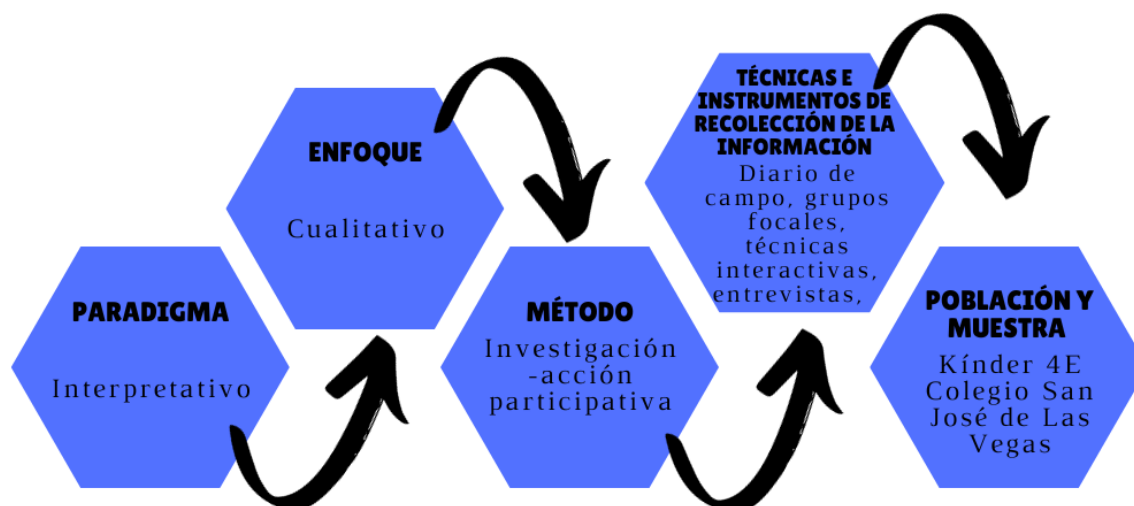 PARADIGMA
Interpretativo
ENFOQUE
Cualitativo
MÉTODO
Investigación
-acción
participativa
TÉCNICAS E
INSTRUMENTOS DE
RECOLECCIÓN DE LA
INFORMACIÓN
Diario de
campo, grupos
focales,
técnicas
interactivas,
entrevistas,
POBLACIÓN Y
MUESTRA
Kínder 4E
Colegio San
José de Las
Vegas